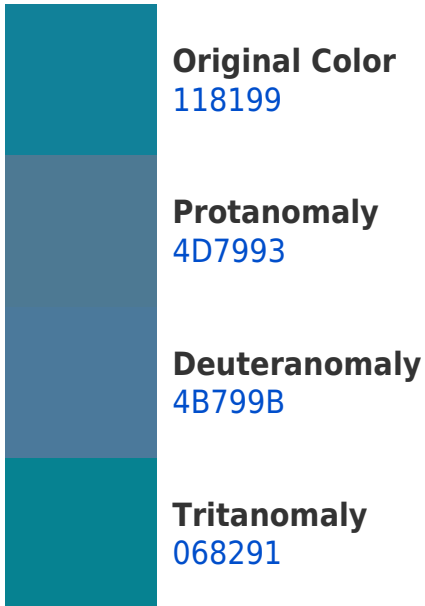 Original Color
118199
Protanomaly
4D7993
Deuteranomaly
4B799B
Tritanomaly
068291